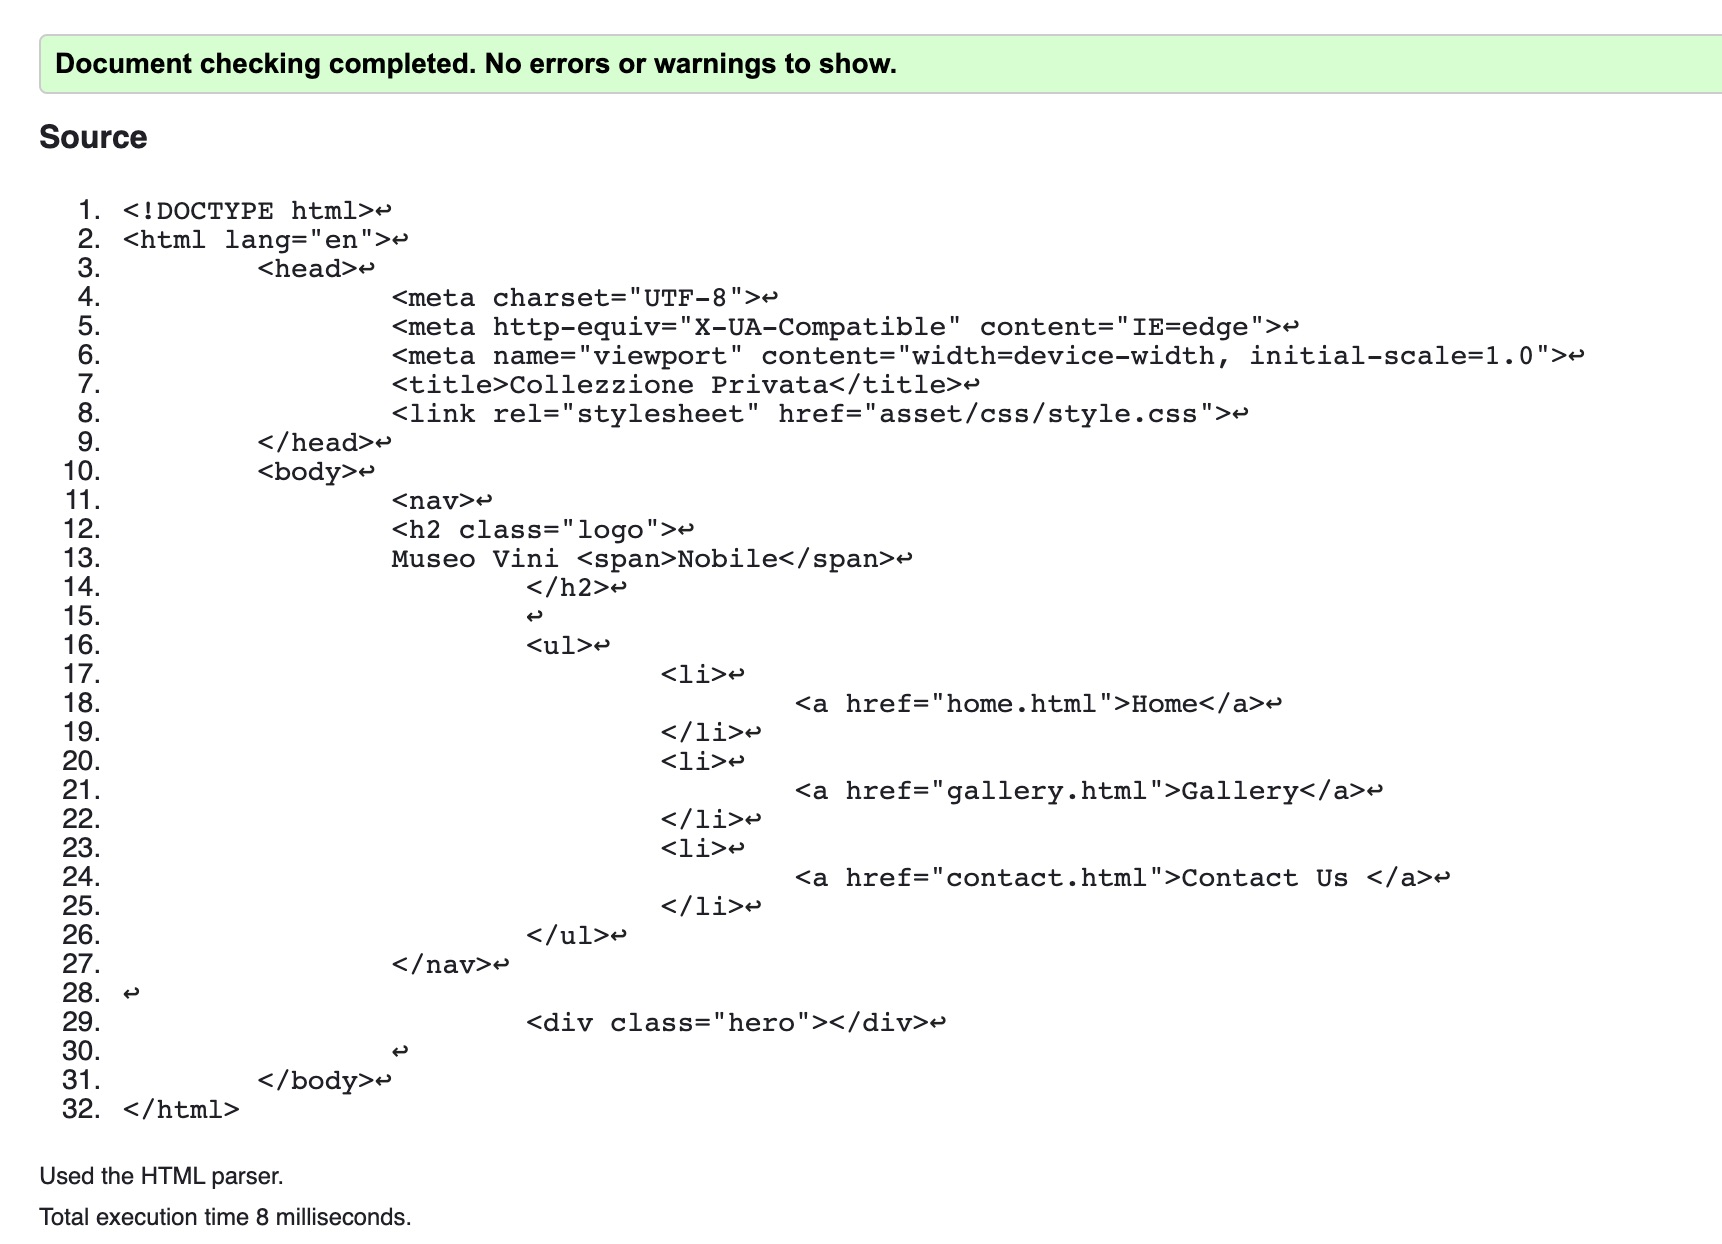 Document checking completed. No errors or warnings to show.
Source
1. <!DOCTYPE html>↩
2. <html lang="en">↩
3. <head>↩
4. <meta charset="UTF-8">↩
5. <meta http-equiv="X-UA-Compatible" content="IE=edge">↩
6. <meta name="viewport" content="width=device-width, initial-scale=1.0">↩
7. <title>Collezzione Privata</title>↩
8. <link rel="stylesheet" href="asset/css/style.css">↩
9. </head>↩
10. <body>↩
11. <nav>↩
12. <h2 class="logo">↩
13. Museo Vini <span>Nobile</span>↩
14. </h2>↩
15. ↩
16. <ul>↩
17. <li>↩
18. <a href="home.html">Home</a>↩
19. </li>↩
20. <li>↩
21. <a href="gallery.html">Gallery</a>↩
22. </li>↩
23. <li>↩
24. <a href="contact.html">Contact Us </a>↩
25. </li>↩
26. </ul>↩
27. </nav>↩
28. ↩
29. <div class="hero"></div>↩
30. ↩
31. </body>↩
32. </html>
Used the HTML parser.
Total execution time 8 milliseconds.